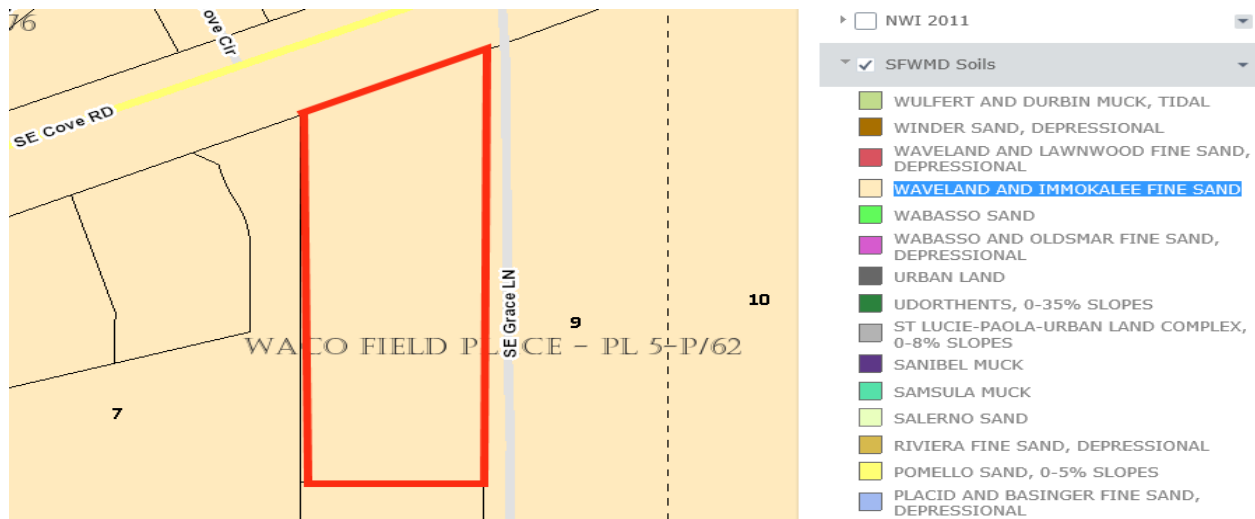 76
ove Cir
SE Cove RD
SE Grace LN
9
10
WACO FIELD PLACE - PL 5-P/62
7
NWI 2011
SFWMD Soils
WULFERT AND DURBIN MUCK, TIDAL
WINDER SAND, DEPRESSIONAL
WAVELAND AND LAWNWOOD FINE SAND,
DEPRESSIONAL
WAVELAND AND IMMOKALEE FINE SAND
WABASSO SAND
WABASSO AND OLDSMAR FINE SAND,
DEPRESSIONAL
URBAN LAND
UDORTHENTS, 0-35% SLOPES
ST LUCIE-PAOLA-URBAN LAND COMPLEX,
0-8% SLOPES
SANIBEL MUCK
SAMSULA MUCK
SALERNO SAND
RIVIERA FINE SAND, DEPRESSIONAL
POMELLO SAND, 0-5% SLOPES
PLACID AND BASINGER FINE SAND,
DEPRESSIONAL